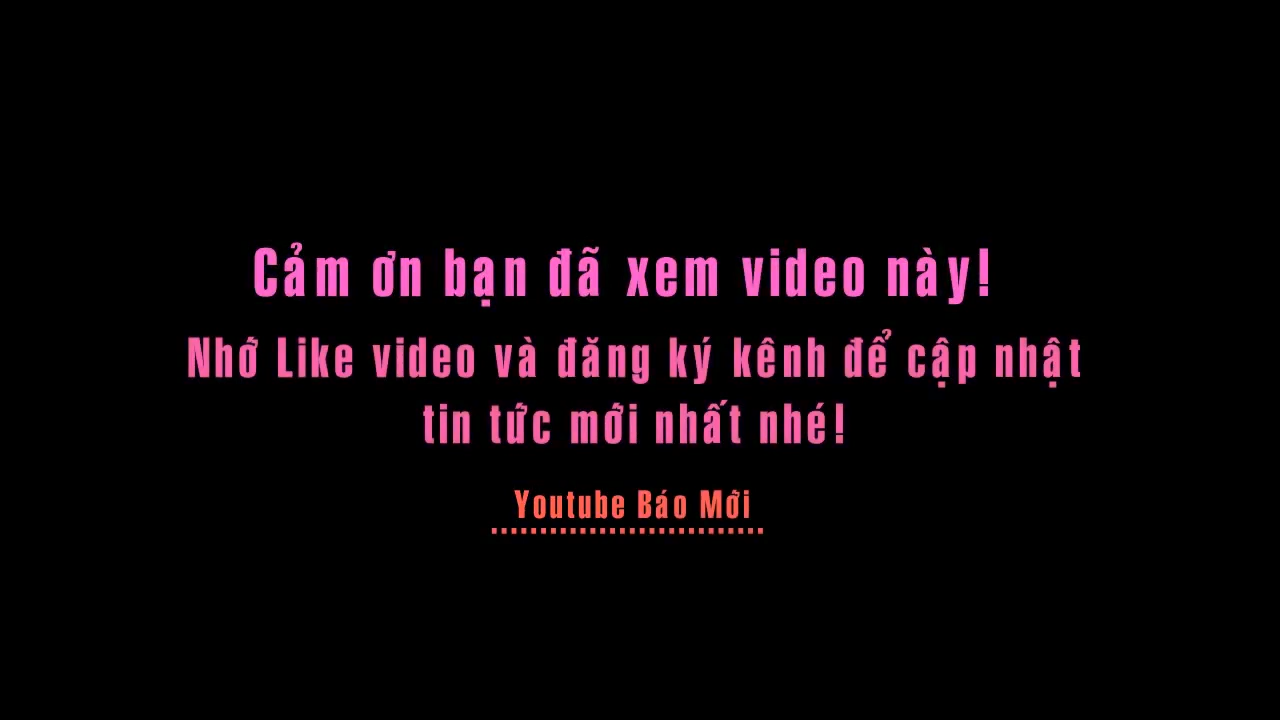 Cảm ơn bạn đã xem video này!
Nhớ Like video và đăng ký kênh để cập nhật
tin tức mới nhất nhé!
Youtube Báo Mới